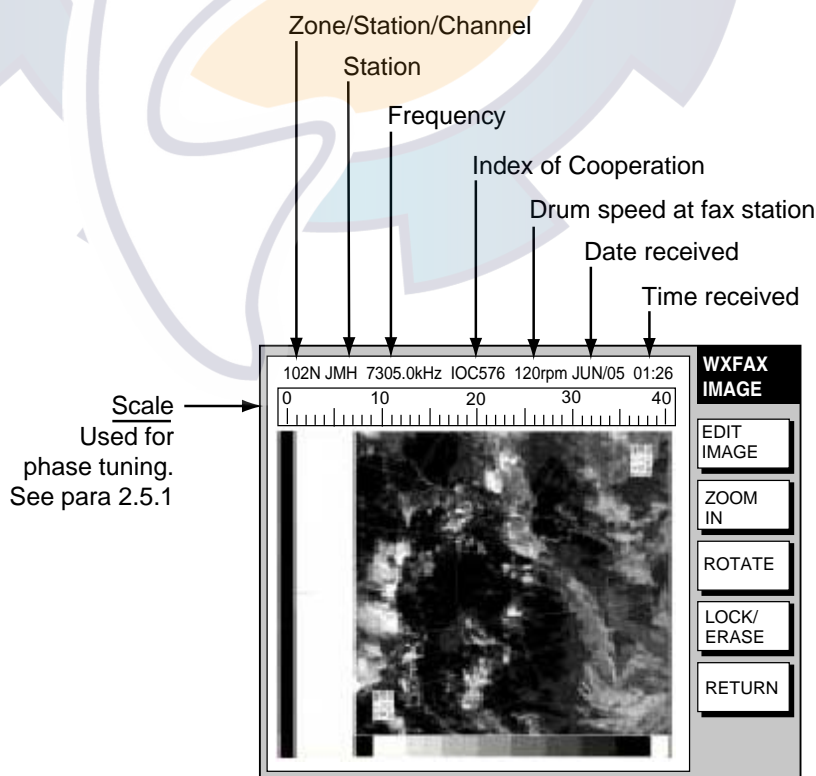 Zone/Station/Channel
Station
Frequency
Index of Cooperation
Drum speed at fax station
Date received
Time received
102N JMH 7305.0kHz IOC576 120rpm JUN/05 01:26
0 10 20 30 40
Scale
Used for
phase tuning.
See para 2.5.1
WXFAX
IMAGE
EDIT
IMAGE
ZOOM
IN
ROTATE
LOCK/
ERASE
RETURN